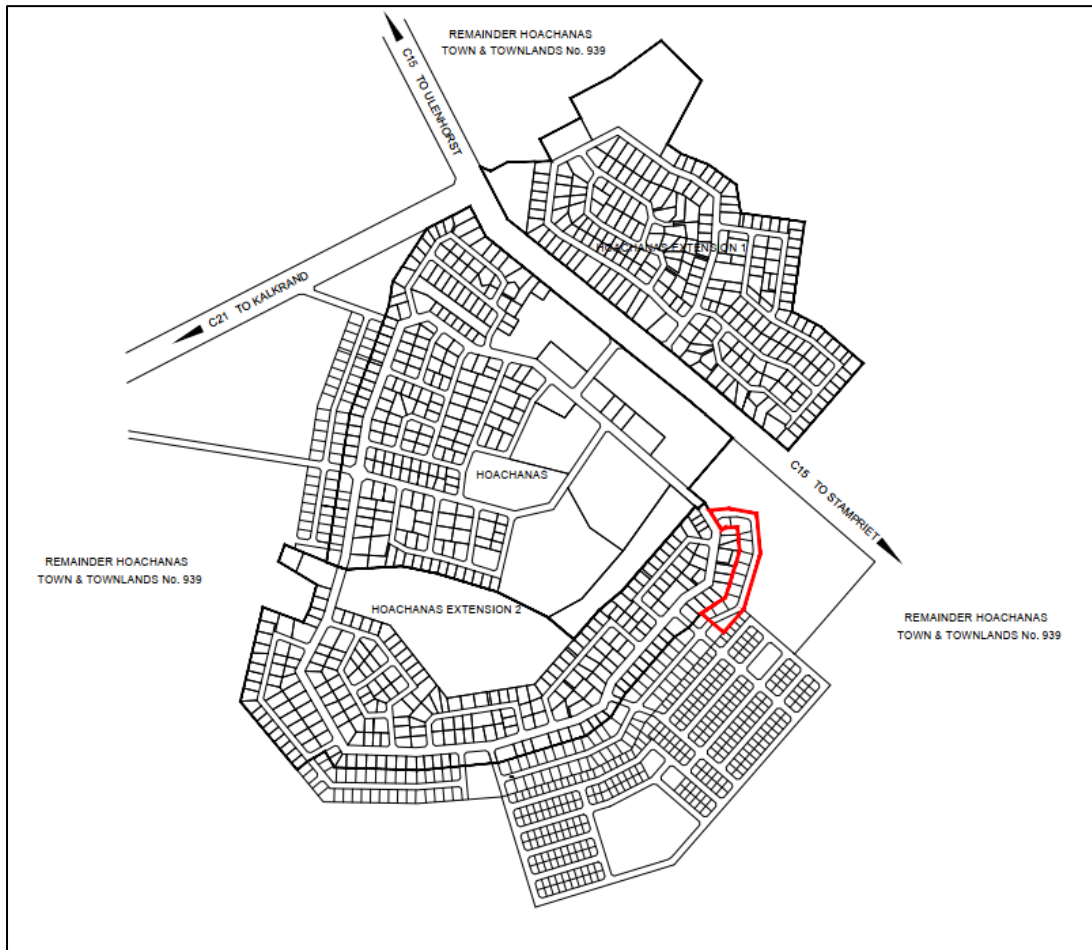 REMAINDER HOACHANAS
TOWN & TOWNLANDS No. 939
C15 TO ULENHORST
HOACHANAS EXTENSION 1
C21 TO KALKRAND
HOACHANAS
C15 TO STAMPRIET
REMAINDER HOACHANAS
TOWN & TOWNLANDS No. 939
HOACHANAS EXTENSION 2
REMAINDER HOACHANAS
TOWN & TOWNLANDS No. 939